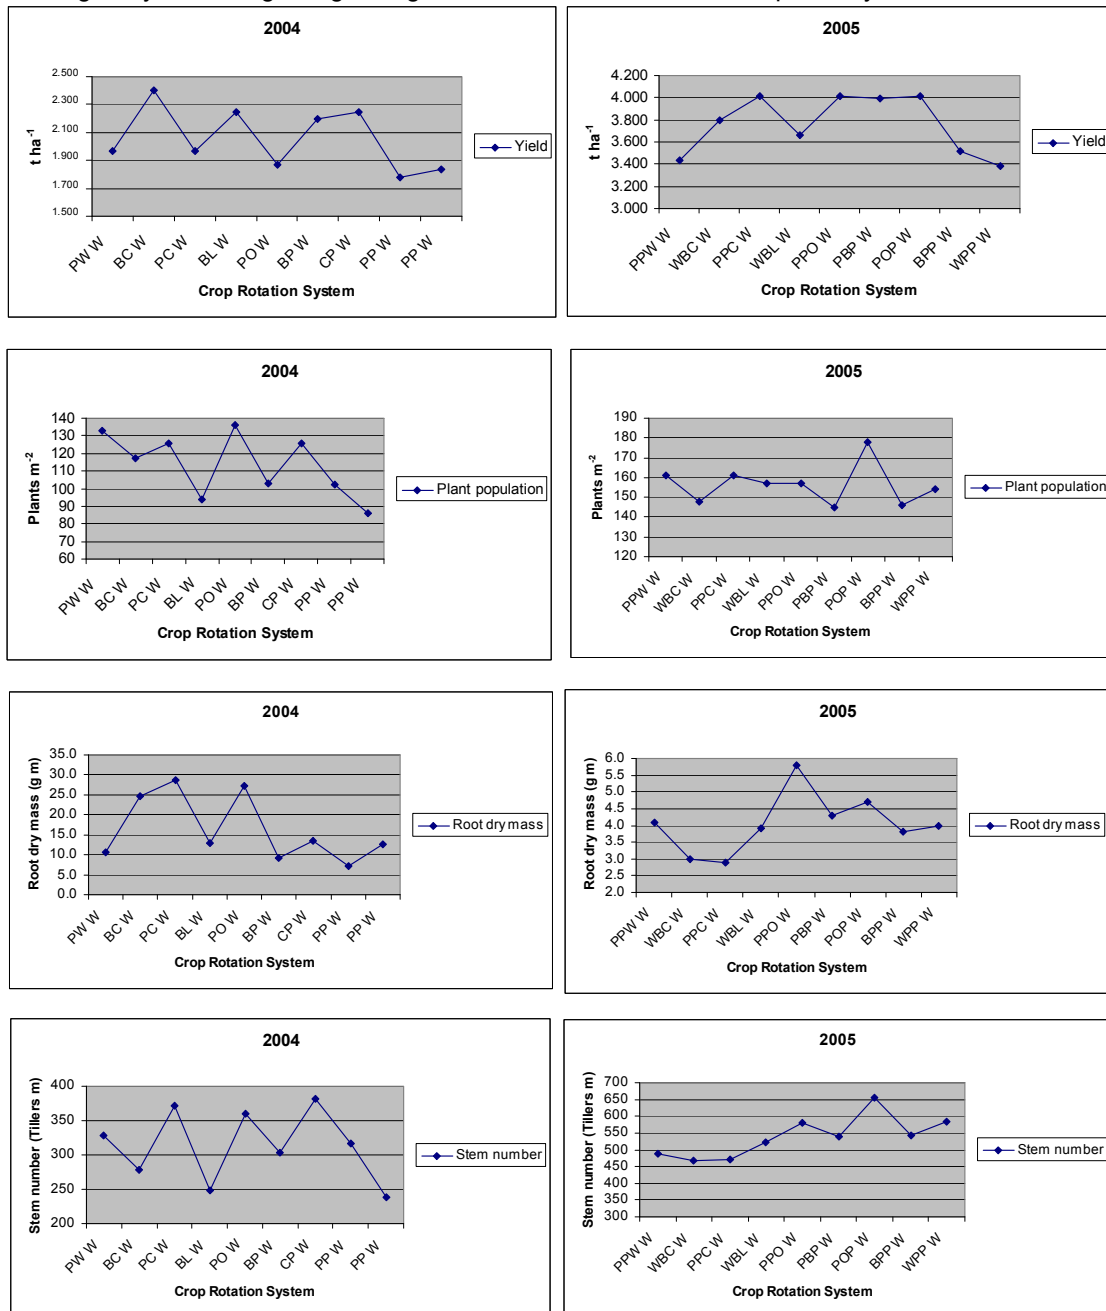 2004
2.500
2.300
2.100
1.900
1.700
1.500
t ha-1
PW W
BC W
PC W
BL W
PO W
BP W
CP W
PP W
PP W
Crop Rotation System
Yield
2005
4.200
4.000
3.800
3.600
3.400
3.200
3.000
t ha-1
PPW W
WBC W
PPC W
WBL W
PPO W
PBP W
POP W
BPP W
WPP W
Crop Rotation System
Yield
2004
140
130
120
110
100
90
80
70
60
Plants m-2
PW W
BC W
PC W
BL W
PO W
BP W
CP W
PP W
PP W
Crop Rotation System
Plant population
2005
190
180
170
160
150
140
130
120
Plants m-2
PPW W
WBC W
PPC W
WBL W
PPO W
PBP W
POP W
BPP W
WPP W
Crop Rotation System
Plant population
2004
35.0
30.0
25.0
20.0
15.0
10.0
5.0
0.0
Root dry mass (g m)
PW W
BC W
PC W
BL W
PO W
BP W
CP W
PP W
PP W
Crop Rotation System
Root dry mass
2005
6.0
5.5
5.0
4.5
4.0
3.5
3.0
2.5
2.0
Root dry mass (g m)
PPW W
WBC W
PPC W
WBL W
PPO W
PBP W
POP W
BPP W
WPP W
Crop Rotation System
Root dry mass
2004
400
350
300
250
200
Stem number (Tillers m)
PW W
BC W
PC W
BL W
PO W
BP W
CP W
PP W
PP W
Crop Rotation System
Stem number
2005
700
650
600
550
500
450
400
350
300
Stem number (Tillers m)
PPW W
WBC W
PPC W
WBL W
PPO W
PBP W
POP W
BPP W
WPP W
Crop Rotation System
Stem number